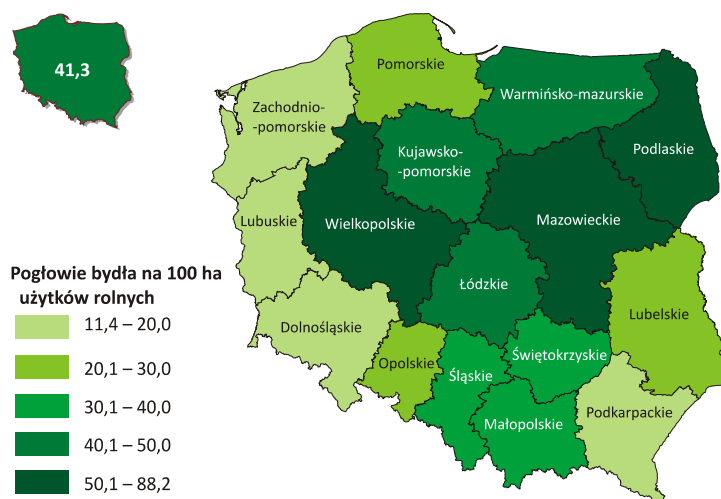 41,3
Pomorskie
Warmińsko-mazurskie
Zachodnio-
-pomorskie
Kujawsko-
-pomorskie
Podlaskie
Lubuskie
Wielkopolskie
Mazowieckie
Łódzkie
Dolnośląskie
Lubelskie
Opolskie
Śląskie
Świętokrzyskie
Małopolskie
Podkarpackie
Pogłowie bydła na 100 ha
użytków rolnych
11,4 – 20,0
20,1 – 30,0
30,1 – 40,0
40,1 – 50,0
50,1 – 88,2